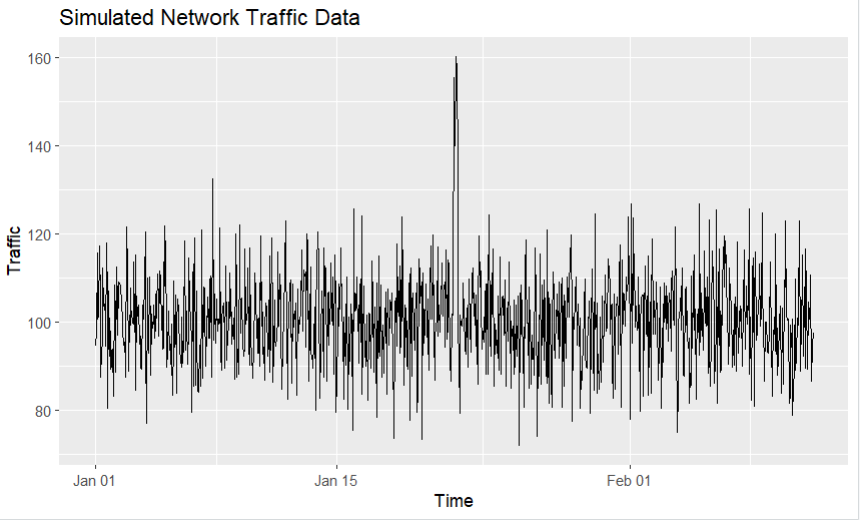 Simulated Network Traffic Data
160
140
120
100
80
Traffic
Jan 01
Jan 15
Feb 01
Time